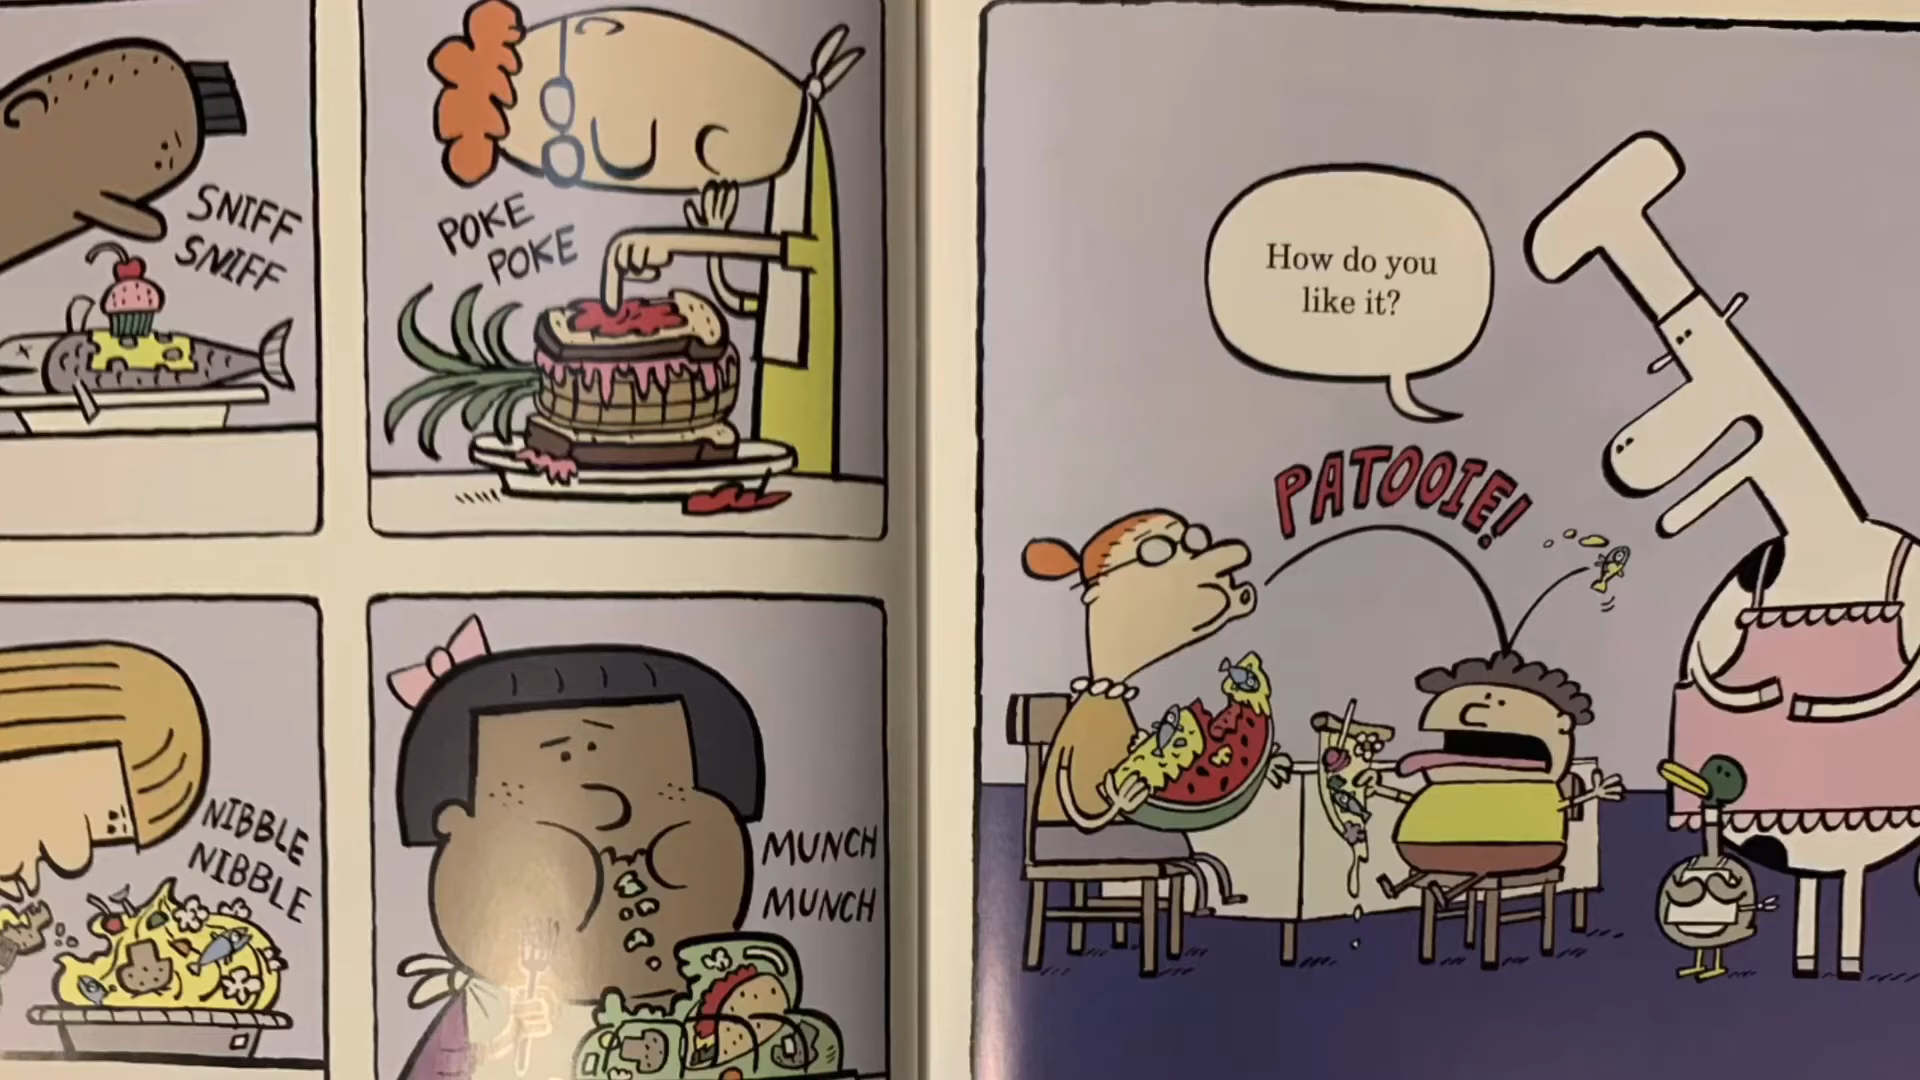 SNIFF
SNIFF
POKE
POKE
NIBBLE
NIBBLE
MUNCH
MUNCH
How do you
like it?
PATOOIE!